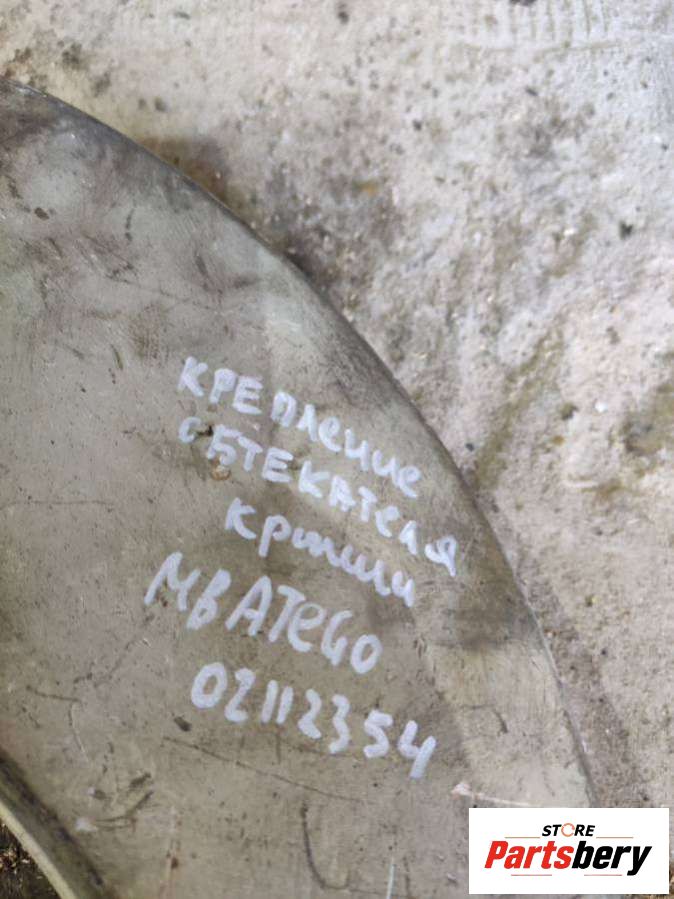 КРЕПЛение
ОБТЕКАТеля
крыши
MB ATEGO
02112354
STORE
Partsbery